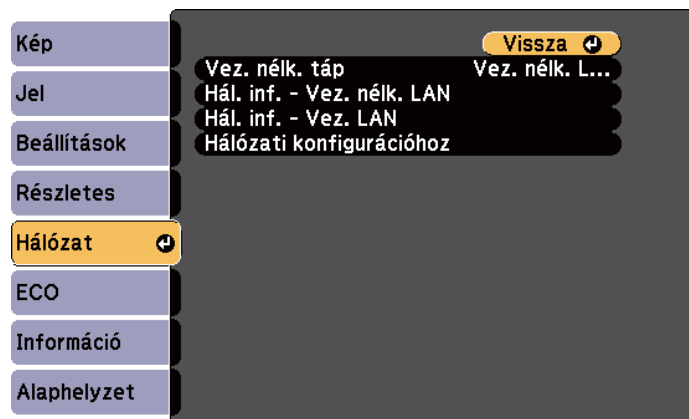 Kép
Jel
Beállítások
Részletes
Hálózat
ECO
Információ
Alaphelyzet
Vissza
Vez. nélk. táp Vez. nélk. L...
Hál. inf. - Vez. nélk. LAN
Hál. inf. - Vez. LAN
Hálózati konfigurációhoz